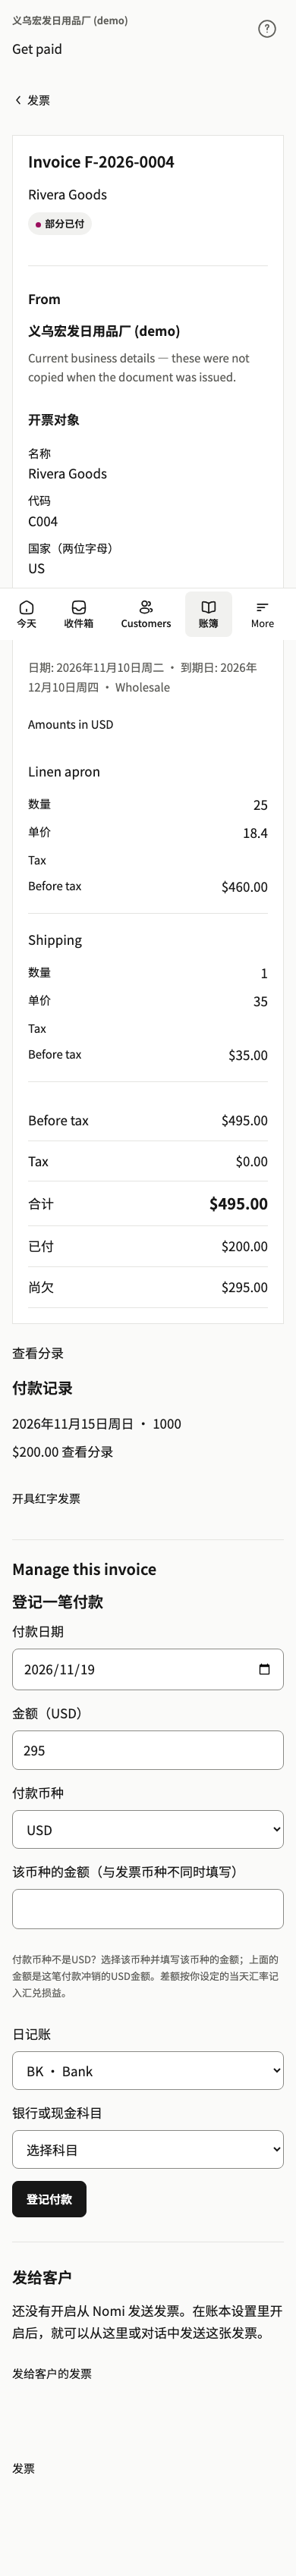 义乌宏发日用品厂 (demo)
Get paid
发票
Invoice F-2026-0004
Rivera Goods
部分已付
From
义乌宏发日用品厂 (demo)
Current business details — these were not
copied when the document was issued.
开票对象
名称
Rivera Goods
代码
C004
国家（两位字母）
US
今天
收件箱
Customers
账簿
More
日期: 2026年11月10日周二 · 到期日: 2026年
12月10日周四 · Wholesale
Amounts in USD
Linen apron
数量 25
单价 18.4
Tax
Before tax $460.00
Shipping
数量 1
单价 35
Tax
Before tax $35.00
Before tax $495.00
Tax $0.00
合计 $495.00
已付 $200.00
尚欠 $295.00
查看分录
付款记录
2026年11月15日周日 · 1000
$200.00 查看分录
开具红字发票
Manage this invoice
登记一笔付款
付款日期
2026/11/19
金额（USD）
295
付款币种
USD
该币种的金额（与发票币种不同时填写）
付款币种不是USD？选择该币种并填写该币种的金额；上面的
金额是这笔付款冲销的USD金额。差额按你设定的当天汇率记
入汇兑损益。
日记账
BK · Bank
银行或现金科目
选择科目
登记付款
发给客户
还没有开启从 Nomi 发送发票。在账本设置里开
启后，就可以从这里或对话中发送这张发票。
发给客户的发票
发票